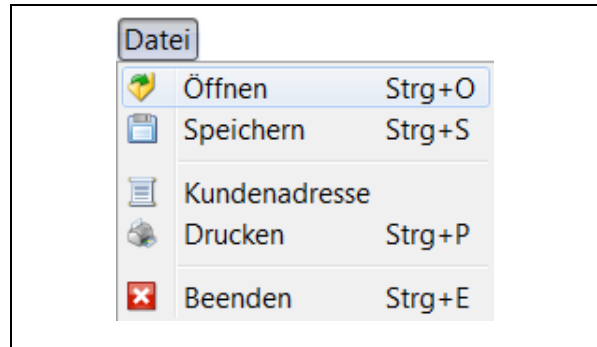 Datei
Öffnen Strg+O
Speichern Strg+S
Kundenadresse
Drucken Strg+P
Beenden Strg+E